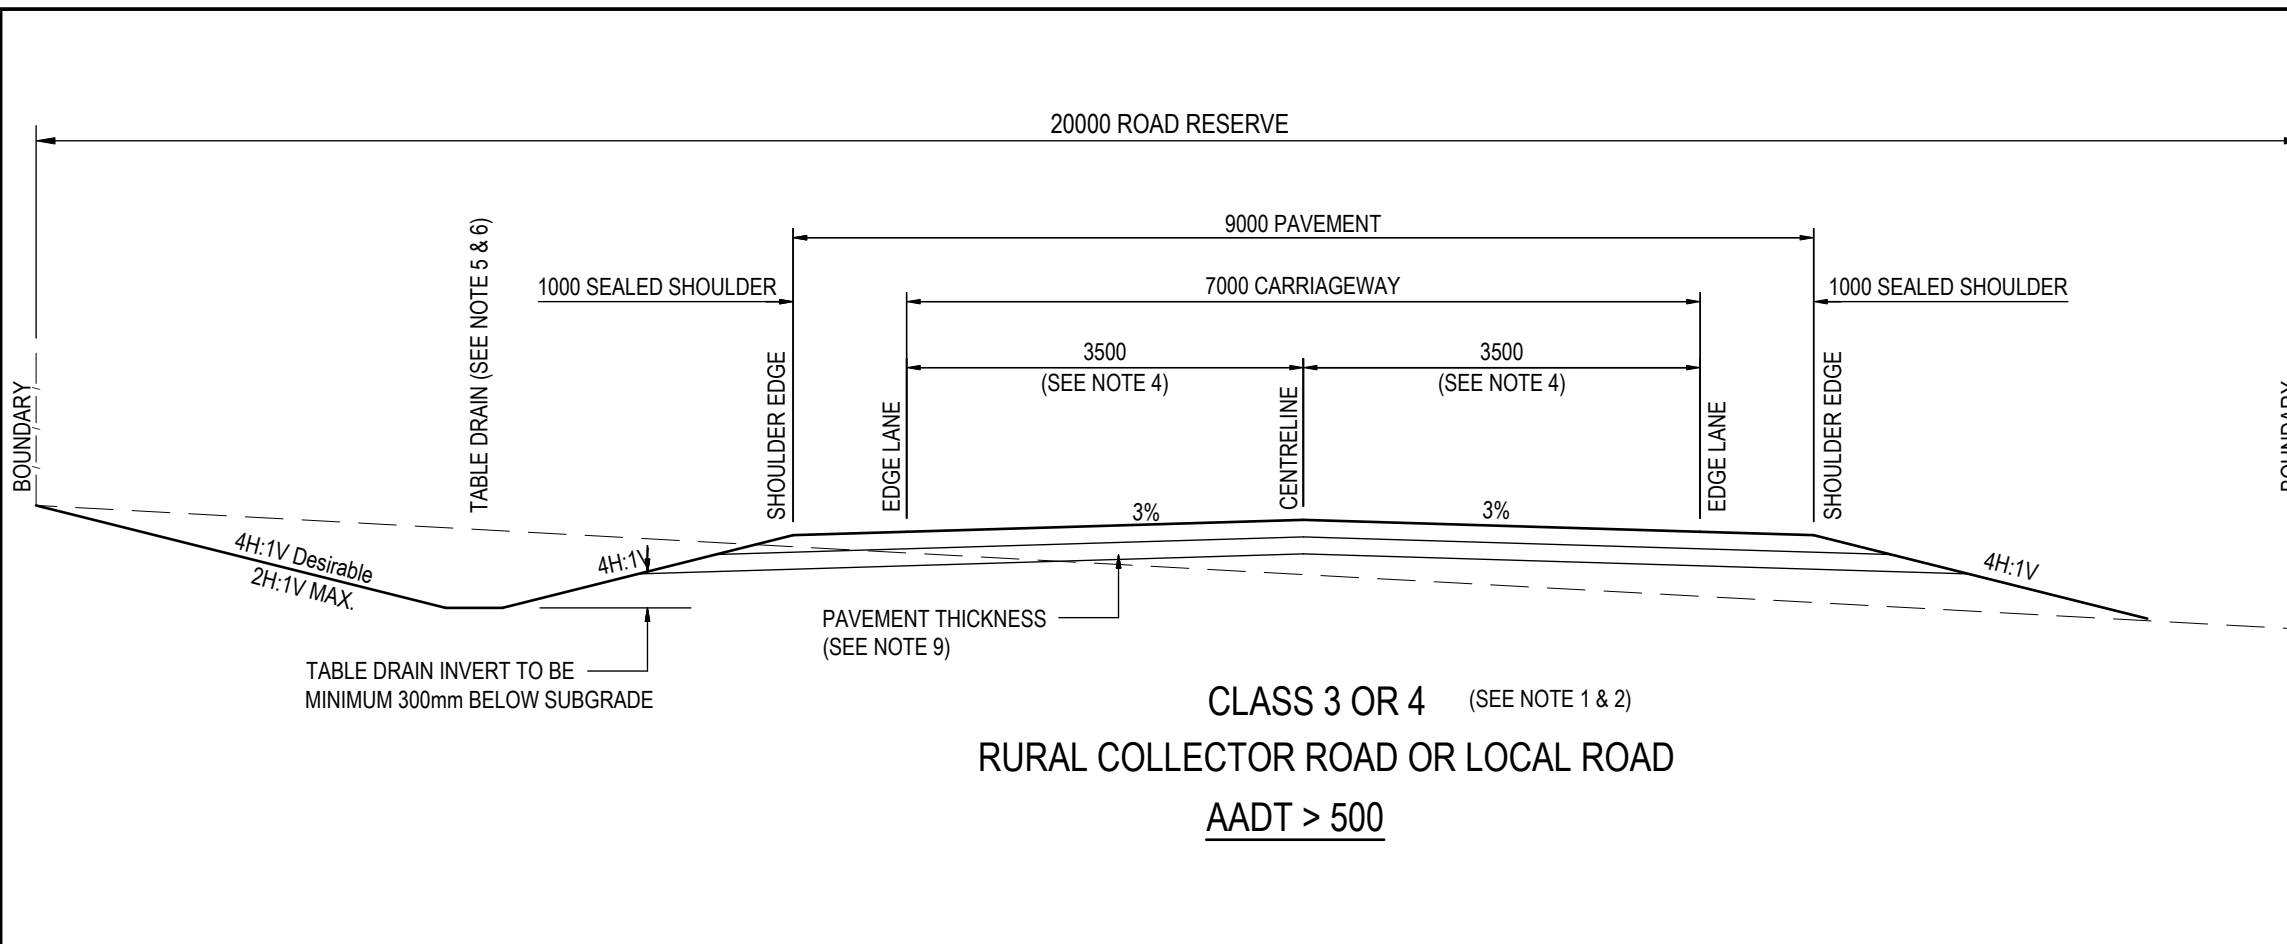 20000 ROAD RESERVE
9000 PAVEMENT
1000 SEALED SHOULDER
7000 CARRIAGEWAY
1000 SEALED SHOULDER
3500
(SEE NOTE 4)
3500
(SEE NOTE 4)
BOUNDARY
TABLE DRAIN (SEE NOTE 5 & 6)
SHOULDER EDGE
EDGE LANE
CENTRELINE
EDGE LANE
SHOULDER EDGE
BOUNDARY
3%
3%
4H:1V Desirable
2H:1V MAX.
4H:1V
4H:1V
PAVEMENT THICKNESS
(SEE NOTE 9)
TABLE DRAIN INVERT TO BE
MINIMUM 300mm BELOW SUBGRADE
CLASS 3 OR 4 (SEE NOTE 1 & 2)
RURAL COLLECTOR ROAD OR LOCAL ROAD
AADT > 500